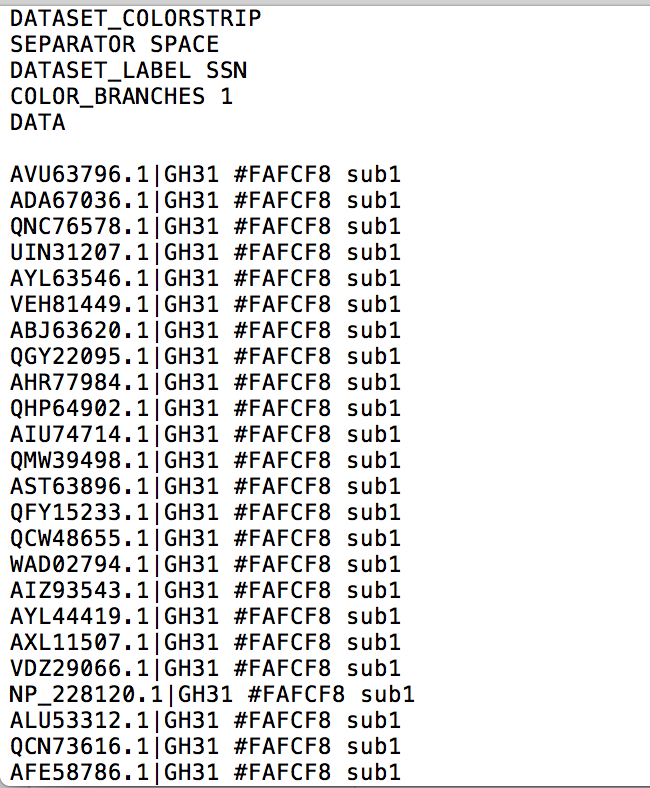 DATASET_COLORSTRIP
SEPARATOR SPACE
DATASET_LABEL SSN
COLOR_BRANCHES 1
DATA
AVU63796.1|GH31 #FAFCF8 sub1
ADA67036.1|GH31 #FAFCF8 sub1
QNC76578.1|GH31 #FAFCF8 sub1
UIN31207.1|GH31 #FAFCF8 sub1
AYL63546.1|GH31 #FAFCF8 sub1
VEH81449.1|GH31 #FAFCF8 sub1
ABJ63620.1|GH31 #FAFCF8 sub1
QGY22095.1|GH31 #FAFCF8 sub1
AHR77984.1|GH31 #FAFCF8 sub1
QHP64902.1|GH31 #FAFCF8 sub1
AIU74714.1|GH31 #FAFCF8 sub1
QMW39498.1|GH31 #FAFCF8 sub1
AST63896.1|GH31 #FAFCF8 sub1
QFY15233.1|GH31 #FAFCF8 sub1
QCW48655.1|GH31 #FAFCF8 sub1
WAD02794.1|GH31 #FAFCF8 sub1
AIZ93543.1|GH31 #FAFCF8 sub1
AYL44419.1|GH31 #FAFCF8 sub1
AXL11507.1|GH31 #FAFCF8 sub1
VDZ29066.1|GH31 #FAFCF8 sub1
NP_228120.1|GH31 #FAFCF8 sub1
ALU53312.1|GH31 #FAFCF8 sub1
QCN73616.1|GH31 #FAFCF8 sub1
AFE58786.1|GH31 #FAFCF8 sub1